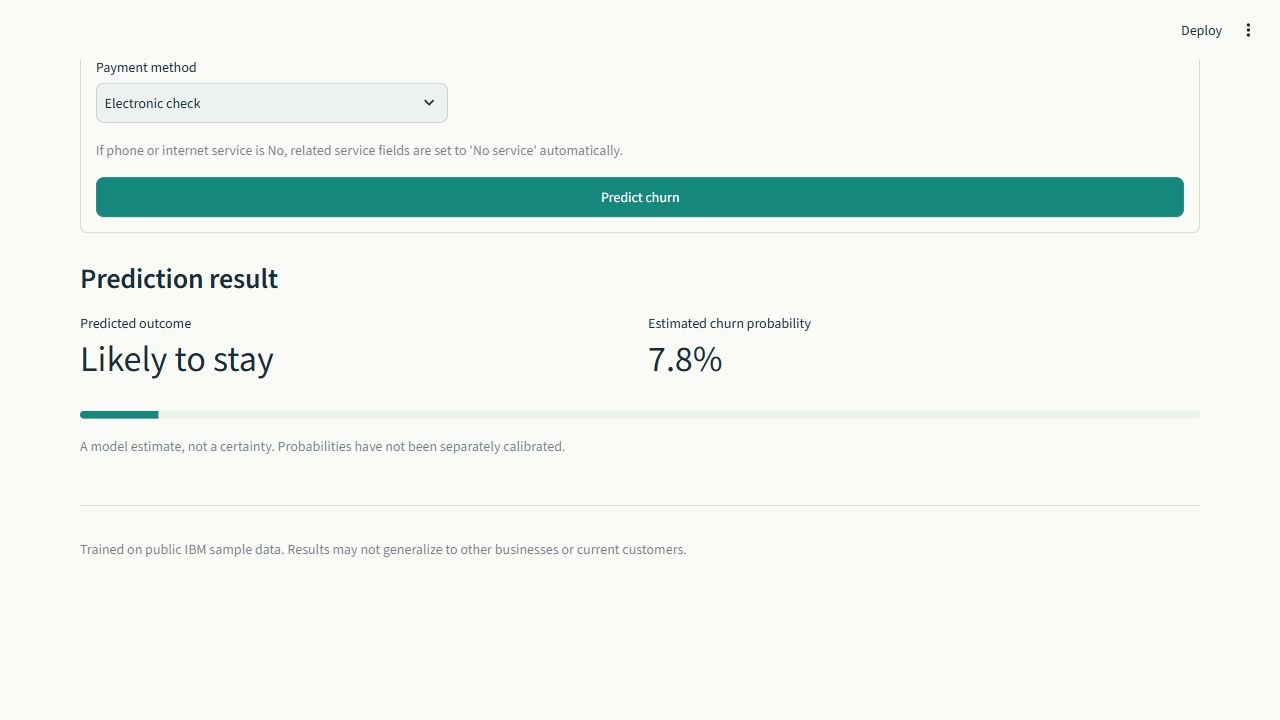 Deploy
Payment method
Electronic check
If phone or internet service is No, related service fields are set to 'No service' automatically.
Predict churn
Prediction result
Predicted outcome
Estimated churn probability
Likely to stay
7.8%
A model estimate, not a certainty. Probabilities have not been separately calibrated.
Trained on public IBM sample data. Results may not generalize to other businesses or current customers.